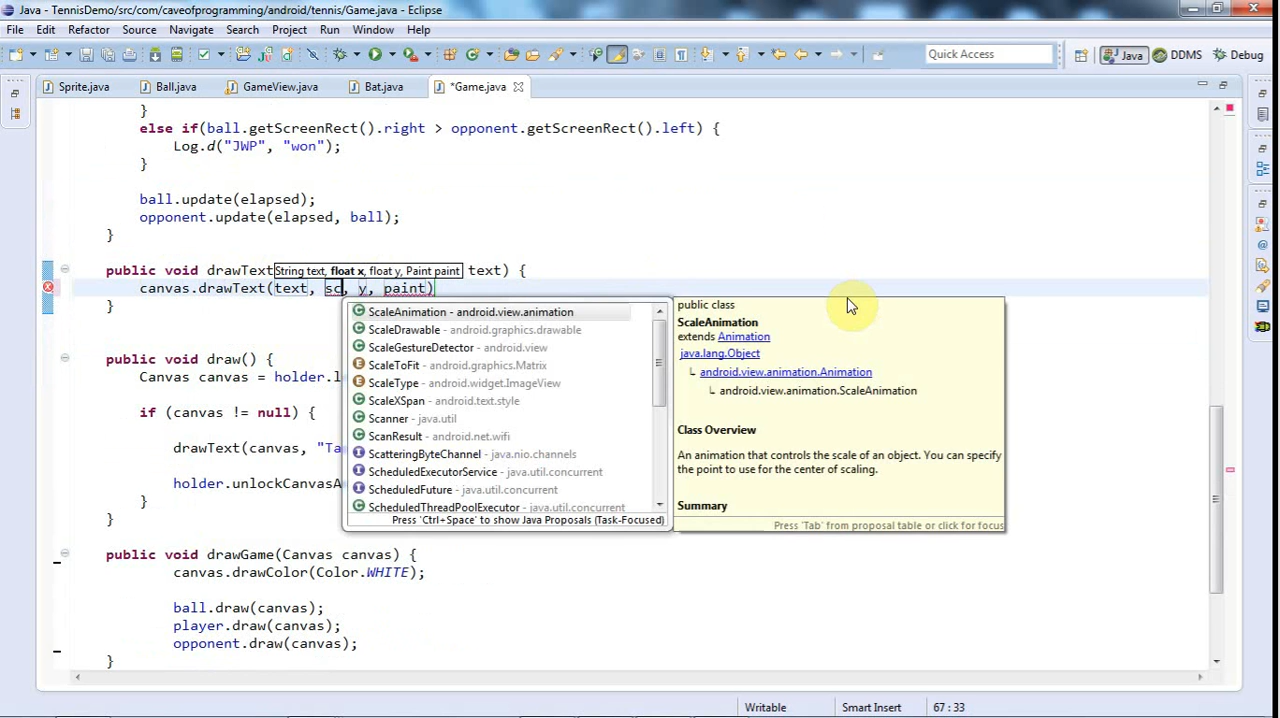 Java - TennisDemo/src/com/caveofprogramming/android/tennis/Game.java - Eclipse
File Edit Refactor Source Navigate Search Project Run Window Help
Quick Access Java DDMS Debug
Sprite.java Ball.java GameView.java Bat.java *Game.java
}
else if(ball.getScreenRect().right > opponent.getScreenRect().left) {
Log.d("JWP", "won");
}
ball.update(elapsed);
opponent.update(elapsed, ball);
}
public void drawText String text, float x, float y, Paint paint text) {
canvas.drawText(text, sc, y, paint)
}
public void draw() {
Canvas canvas = holder.l
if (canvas != null) {
drawText(canvas, "Ta
holder.unlockCanvasA
}
}
public void drawGame(Canvas canvas) {
canvas.drawColor(Color.WHITE);
ball.draw(canvas);
player.draw(canvas);
opponent.draw(canvas);
}
ScaleAnimation - android.view.animation
ScaleDrawable - android.graphics.drawable
ScaleGestureDetector - android.view
ScaleToFit - android.graphics.Matrix
ScaleType - android.widget.ImageView
ScaleXSpan - android.text.style
Scanner - java.util
ScanResult - android.net.wifi
ScatteringByteChannel - java.nio.channels
ScheduledExecutorService - java.util.concurrent
ScheduledFuture - java.util.concurrent
ScheduledThreadPoolExecutor - java.util.concurrent
Press 'Ctrl+Space' to show Java Proposals (Task-Focused)
public class
ScaleAnimation
extends Animation
java.lang.Object
android.view.animation.Animation
android.view.animation.ScaleAnimation
Class Overview
An animation that controls the scale of an object. You can specify
the point to use for the center of scaling.
Summary
Press 'Tab' from proposal table or click for focus
Writable Smart Insert 67 : 33